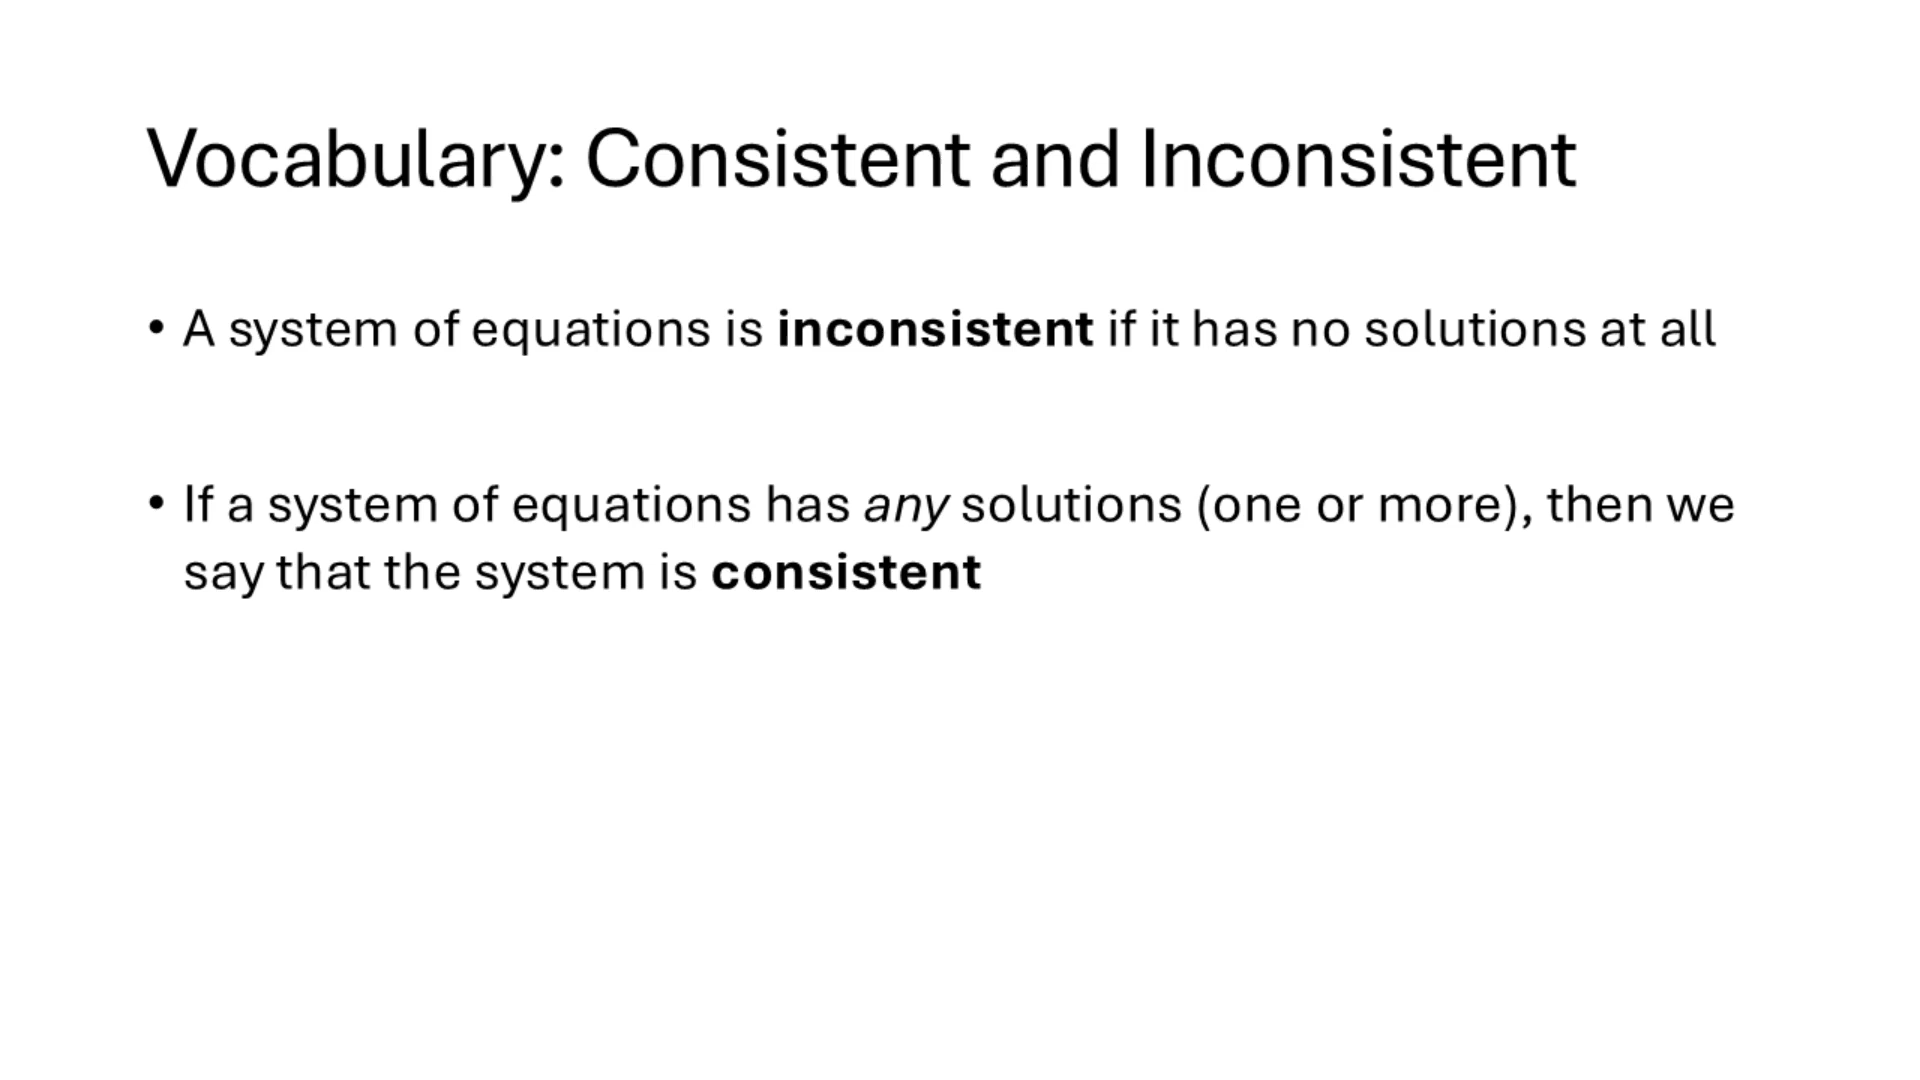 Vocabulary: Consistent and Inconsistent
• A system of equations is inconsistent if it has no solutions at all
• If a system of equations has any solutions (one or more), then we
say that the system is consistent